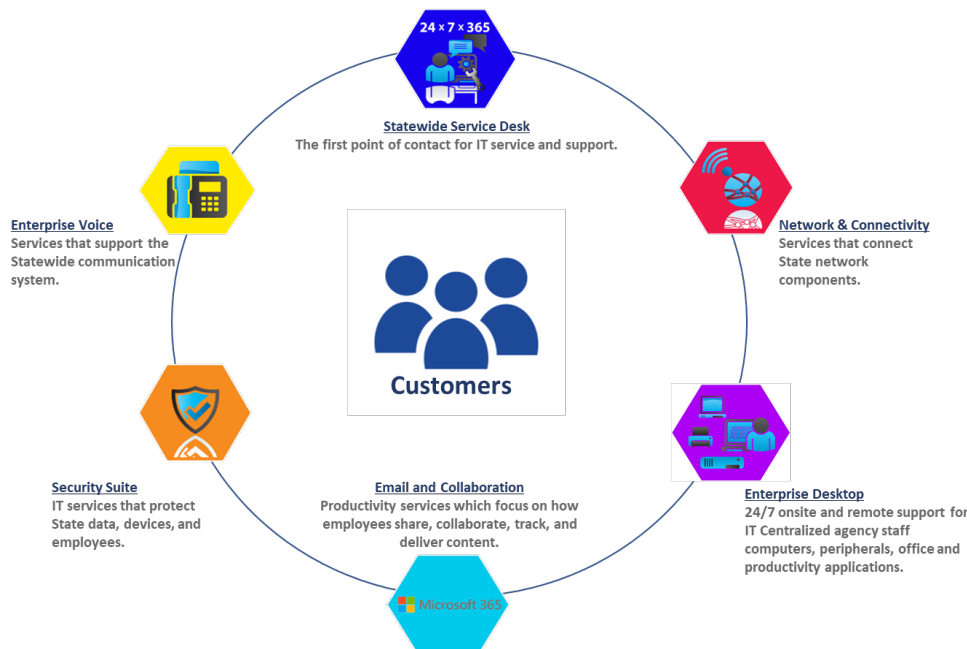 24 x 7 x 365
Statewide Service Desk
The first point of contact for IT service and support.
Network & Connectivity
Services that connect
State network
components.
Enterprise Voice
Services that support the
Statewide communication
system.
Customers
Enterprise Desktop
24/7 onsite and remote support for
IT Centralized agency staff
computers, peripherals, office and
productivity applications.
Email and Collaboration
Productivity services which focus on how
employees share, collaborate, track, and
deliver content.
Microsoft 365
Security Suite
IT services that protect
State data, devices, and
employees.